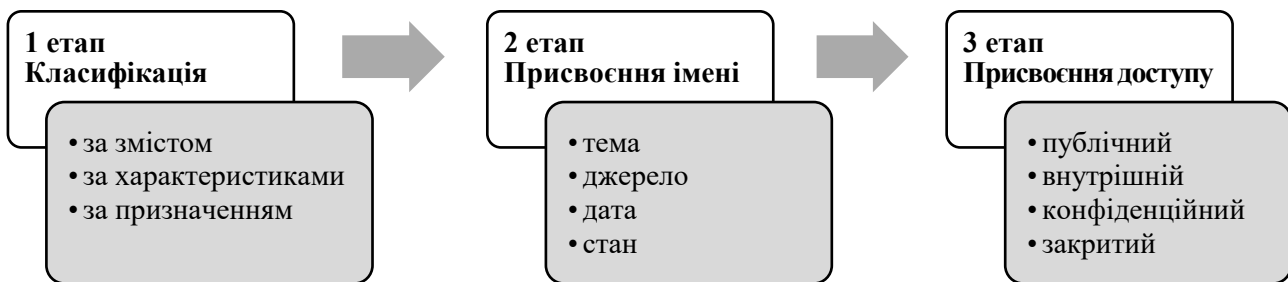 1 етап
Класифікація
• за змістом
• за характеристиками
• за призначенням
2 етап
Присвоєння імені
• тема
• джерело
• дата
• стан
3 етап
Присвоєння доступу
• публічний
• внутрішній
• конфіденційний
• закритий